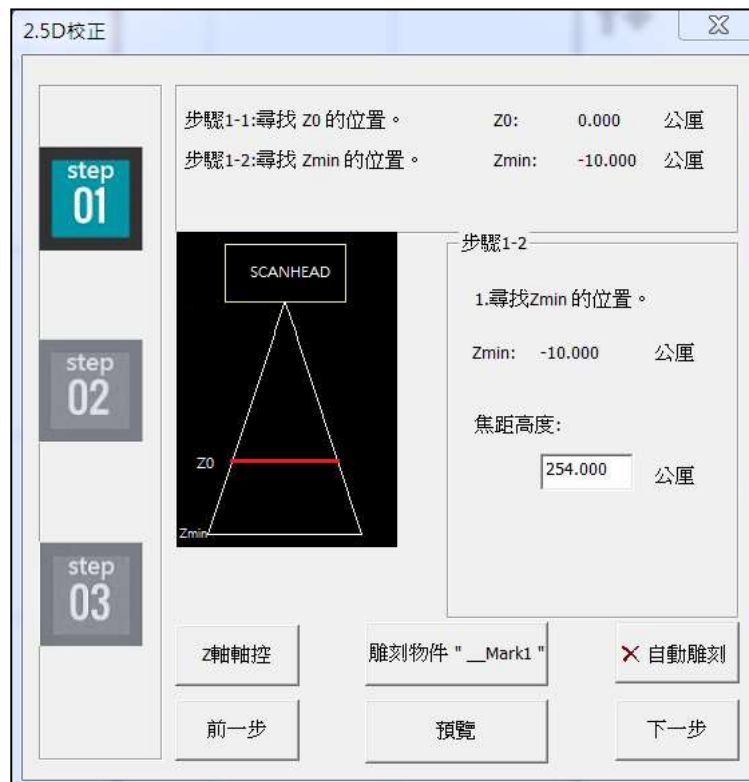 2.5D校正
step
01
step
02
step
03
步驟1-1:尋找 Z0 的位置。 Z0: 0.000 公厘
步驟1-2:尋找 Zmin 的位置。 Zmin: -10.000 公厘
SCANHEAD
Z0
Zmin
步驟1-2
1.尋找Zmin 的位置。
Zmin: -10.000 公厘
焦距高度:
254.000 公厘
Z軸軸控
雕刻物件 " __Mark1 "
自動雕刻
前一步
預覽
下一步